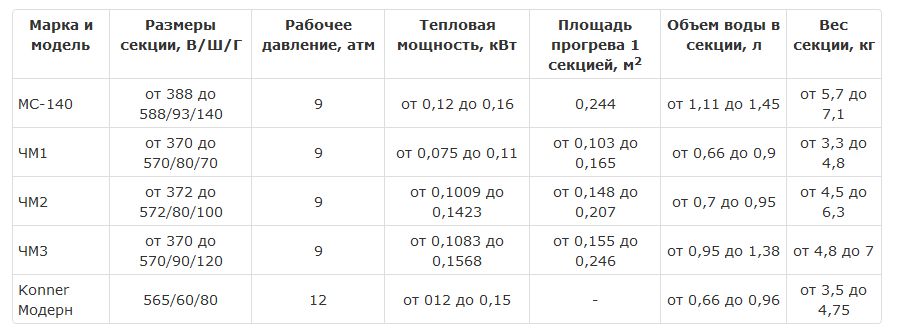 Марка и модель | Размеры секции, В/Ш/Г | Рабочее давление, атм | Тепловая мощность, кВт | Площадь прогрева 1 секцией, м² | Объем воды в секции, л | Вес секции, кг
МС-140 | от 388 до 588/93/140 | 9 | от 0,12 до 0,16 | 0,244 | от 1,11 до 1,45 | от 5,7 до 7,1
ЧМ1 | от 370 до 570/80/70 | 9 | от 0,075 до 0,11 | от 0,103 до 0,165 | от 0,66 до 0,9 | от 3,3 до 4,8
ЧМ2 | от 372 до 572/80/100 | 9 | от 0,1009 до 0,1423 | от 0,148 до 0,207 | от 0,7 до 0,95 | от 4,5 до 6,3
ЧМ3 | от 370 до 570/90/120 | 9 | от 0,1083 до 0,1568 | от 0,155 до 0,246 | от 0,95 до 1,38 | от 4,8 до 7
Konner Модерн | 565/60/80 | 12 | от 012 до 0,15 | - | от 0,66 до 0,96 | от 3,5 до 4,75